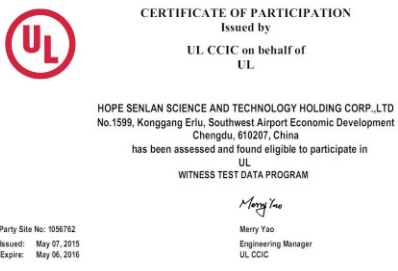 UL
CERTIFICATE OF PARTICIPATION
Issued by
UL CCIC on behalf of
UL
HOPE SENLAN SCIENCE AND TECHNOLOGY HOLDING CORP.,LTD
No.1599, Konggang Erlu, Southwest Airport Economic Development
Chengdu, 610207, China
has been assessed and found eligible to participate in
UL
WITNESS TEST DATA PROGRAM
Merry Yao
Party Site No: 1056762
Merry Yao
Issued: May 07, 2015
Engineering Manager
Expire: May 06, 2016
UL CCIC